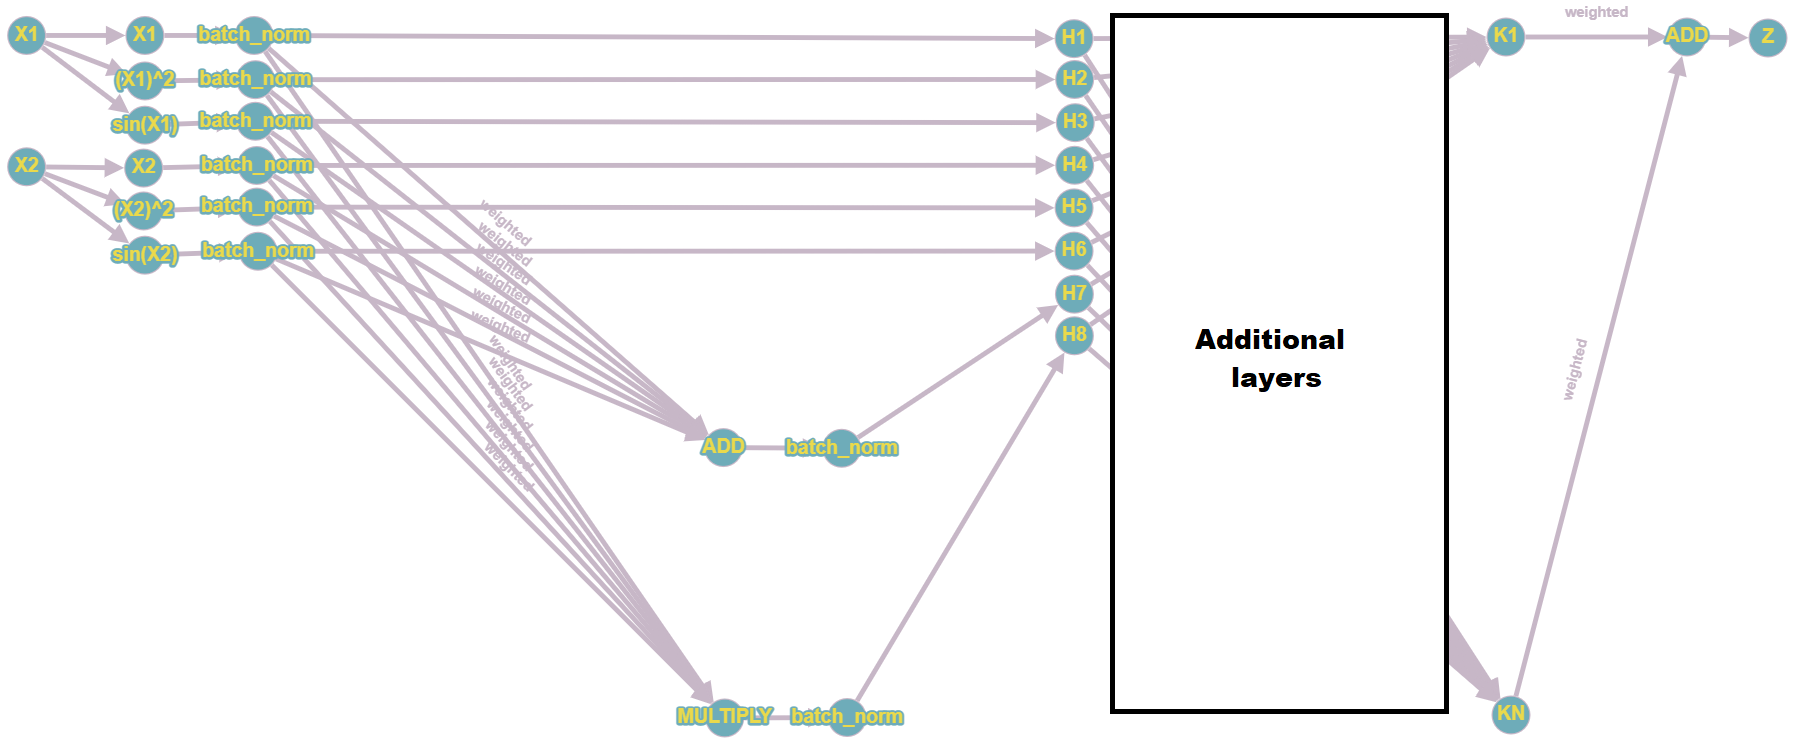 X1 X1 batch_norm H1 K1 weighted ADD Z
(X1)^2 batch_norm H2
sin(X1) batch_norm H3
X2 X2 batch_norm H4
(X2)^2 batch_norm H5
sin(X2) batch_norm H6
weighted
weighted
weighted
weighted
weighted
weighted
H7
H8
weighted
weighted
weighted
weighted
weighted
weighted
Additional
layers
weighted
ADD batch_norm
MULTIPLY batch_norm KN